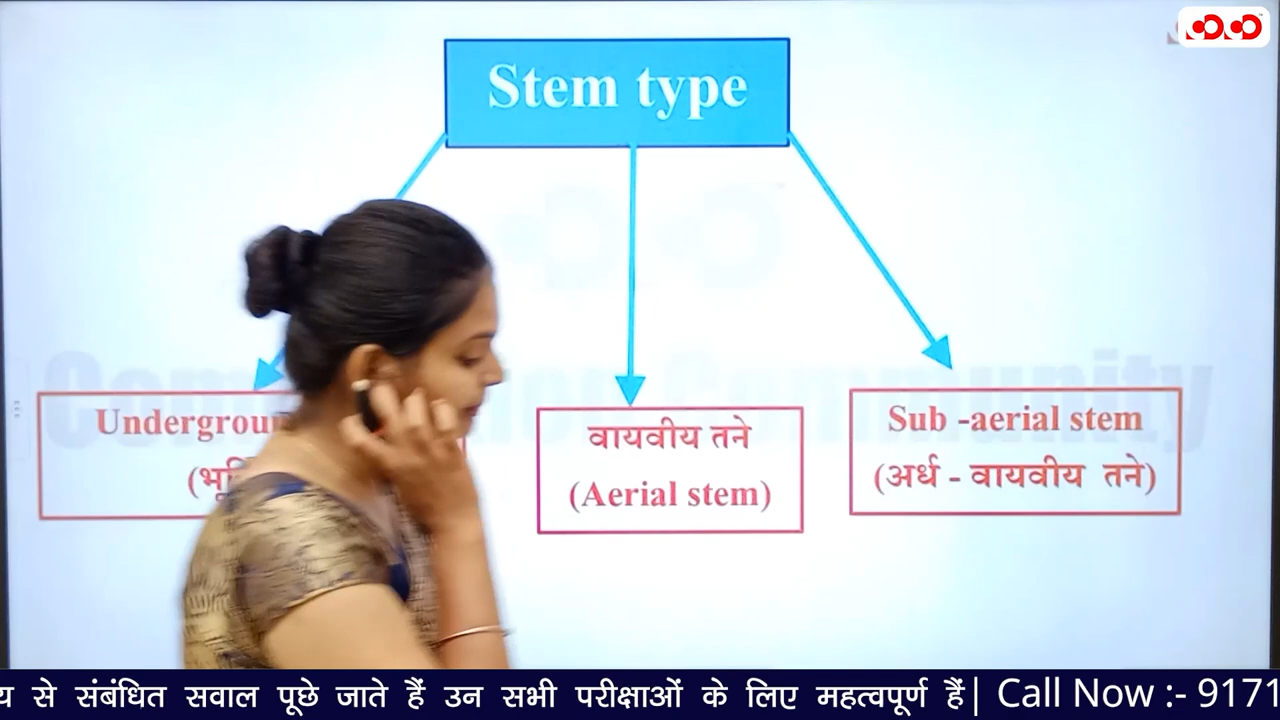 Stem type
वायवीय तने
(Aerial stem)
Sub -aerial stem
(अर्ध - वायवीय तने)
से संबंधित सवाल पूछे जाते हैं उन सभी परीक्षाओं के लिए महत्वपूर्ण हैं| Call Now :- 9171